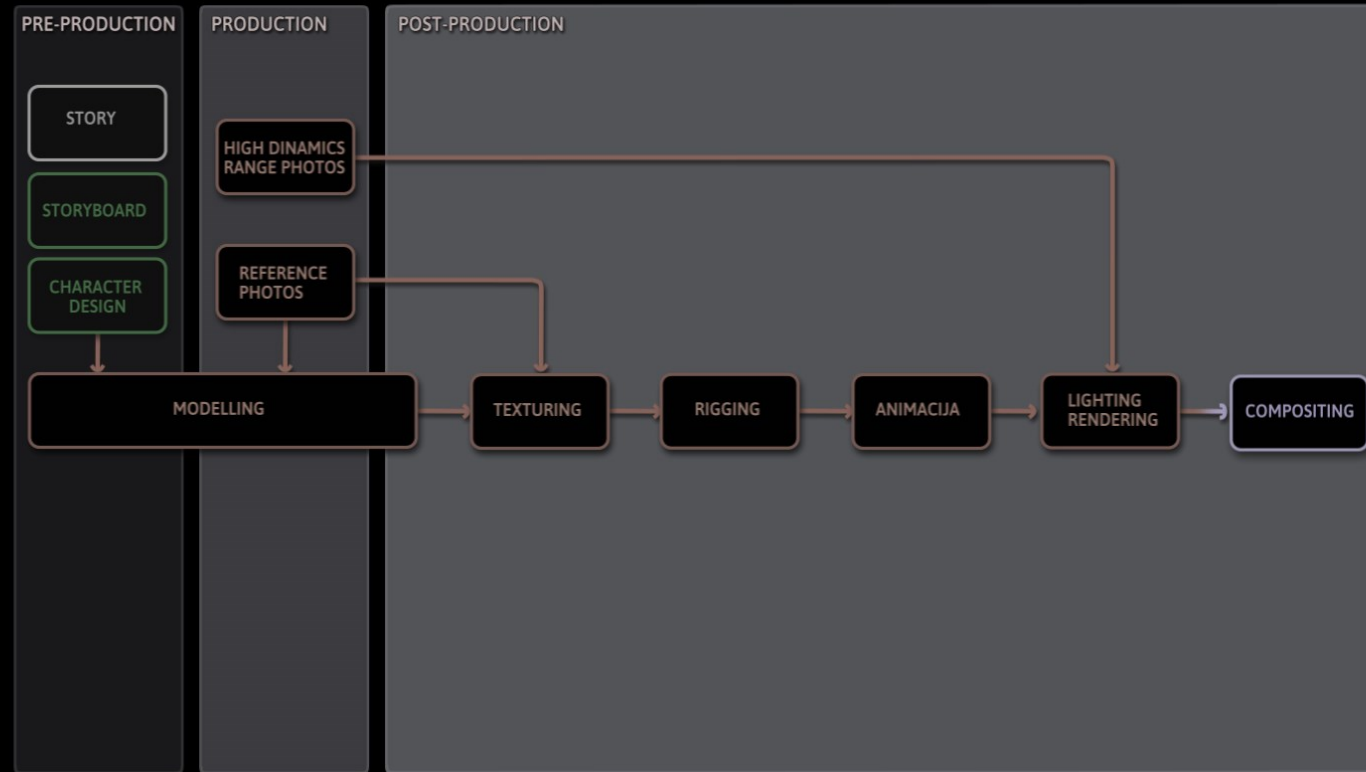 PRE-PRODUCTION
PRODUCTION
POST-PRODUCTION
STORY
STORYBOARD
CHARACTER
DESIGN
HIGH DINAMICS
RANGE PHOTOS
REFERENCE
PHOTOS
MODELLING
TEXTURING
RIGGING
ANIMACIJA
LIGHTING
RENDERING
COMPOSITING